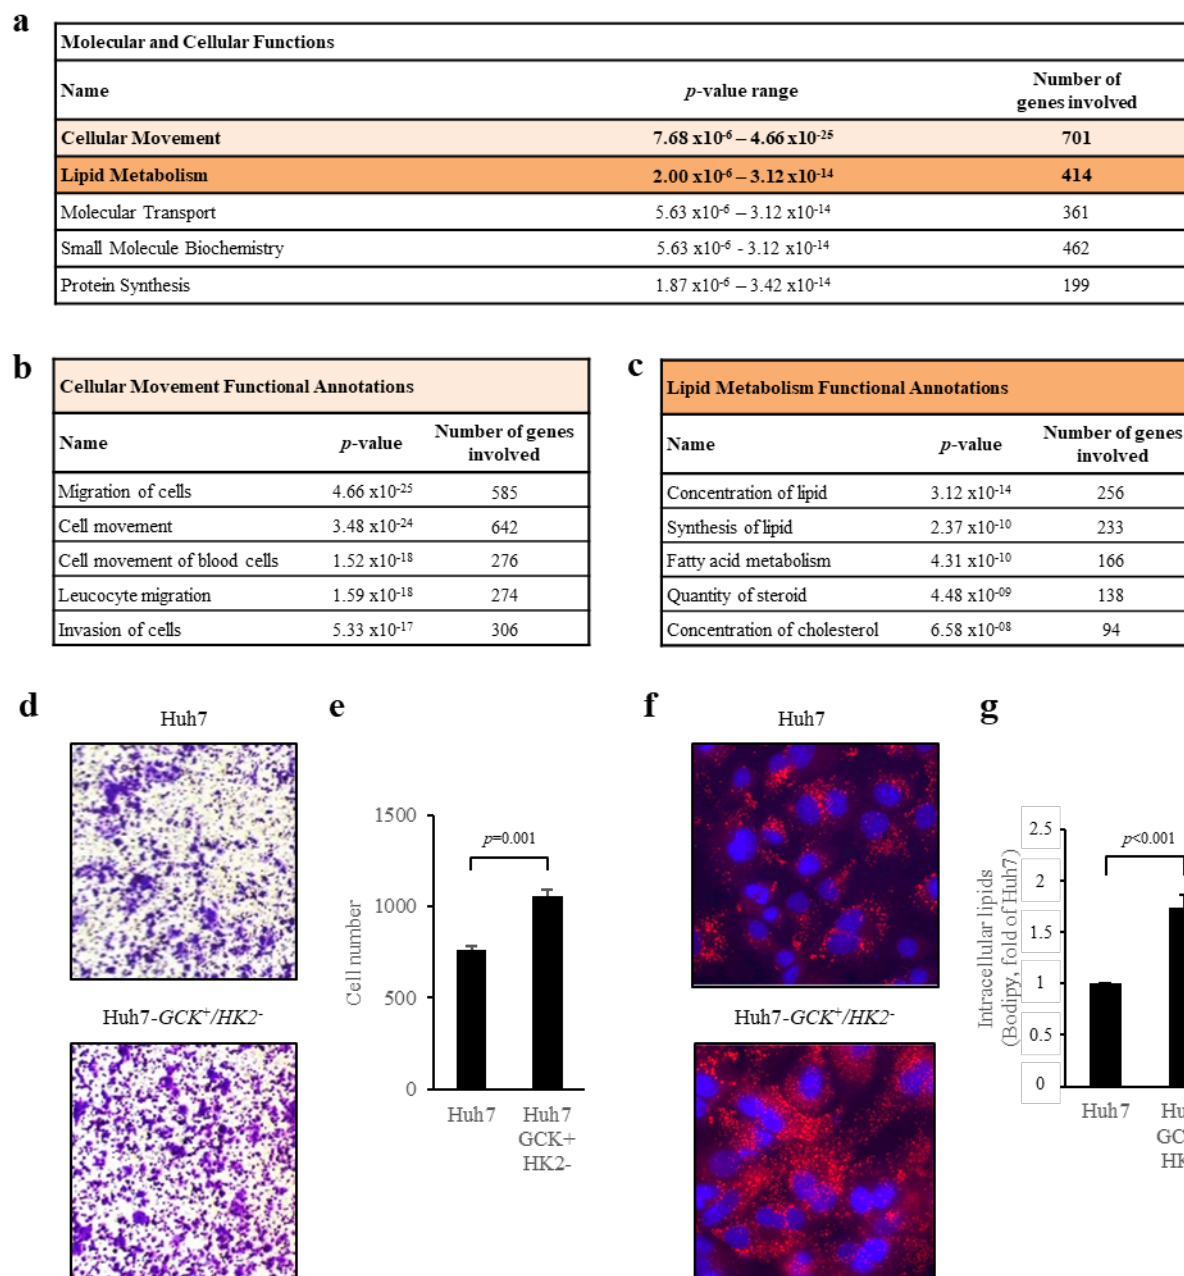 a
Molecular and Cellular Functions
Name p-value range Number of genes involved
Cellular Movement 7.68 x10⁻⁶ – 4.66 x10⁻²⁵ 701
Lipid Metabolism 2.00 x10⁻⁶ – 3.12 x10⁻¹⁴ 414
Molecular Transport 5.63 x10⁻⁶ – 3.12 x10⁻¹⁴ 361
Small Molecule Biochemistry 5.63 x10⁻⁶ - 3.12 x10⁻¹⁴ 462
Protein Synthesis 1.87 x10⁻⁶ – 3.42 x10⁻¹⁴ 199
b
Cellular Movement Functional Annotations
Name p-value Number of genes involved
Migration of cells 4.66 x10⁻²⁵ 585
Cell movement 3.48 x10⁻²⁴ 642
Cell movement of blood cells 1.52 x10⁻¹⁸ 276
Leucocyte migration 1.59 x10⁻¹⁸ 274
Invasion of cells 5.33 x10⁻¹⁷ 306
c
Lipid Metabolism Functional Annotations
Name p-value Number of genes involved
Concentration of lipid 3.12 x10⁻¹⁴ 256
Synthesis of lipid 2.37 x10⁻¹⁰ 233
Fatty acid metabolism 4.31 x10⁻¹⁰ 166
Quantity of steroid 4.48 x10⁻⁰⁹ 138
Concentration of cholesterol 6.58 x10⁻⁰⁸ 94
d
Huh7
Huh7-GCK⁺/HK2⁻
e
Cell number
1500
1000
500
0
p=0.001
Huh7
Huh7
GCK+
HK2-
f
Huh7
Huh7-GCK⁺/HK2⁻
g
Intracellular lipids
(Bodipy, fold of Huh7)
2.5
2
1.5
1
0.5
0
p<0.001
Huh7
Hu
GC
HK